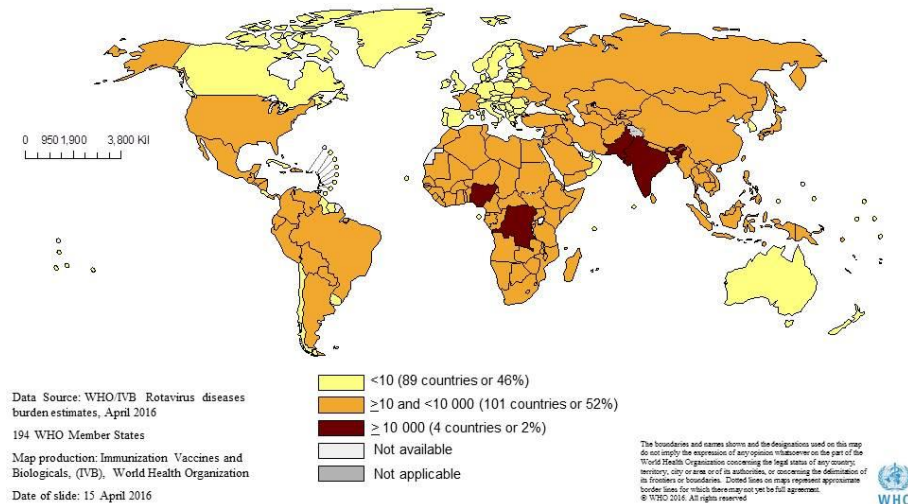 0 950 1,900 3,800 Kil
Data Source: WHO/IVB Rotavirus diseases
burden estimates, April 2016
194 WHO Member States
Map production: Immunization Vaccines and
Biologicals, (IVB), World Health Organization
Date of slide: 15 April 2016
<10 (89 countries or 46%)
≥10 and <10 000 (101 countries or 52%)
≥ 10 000 (4 countries or 2%)
Not available
Not applicable
The boundaries and names shown and the designations used on this map
do not imply the expression of any opinion whatsoever on the part of the
World Health Organization concerning the legal status of any country,
territory, city or area or of its authorities, or concerning the delimitation of
its frontiers or boundaries. Dotted lines on maps represent approximate
border lines for which there may not yet be full agreement.
© WHO 2016. All rights reserved
WHO